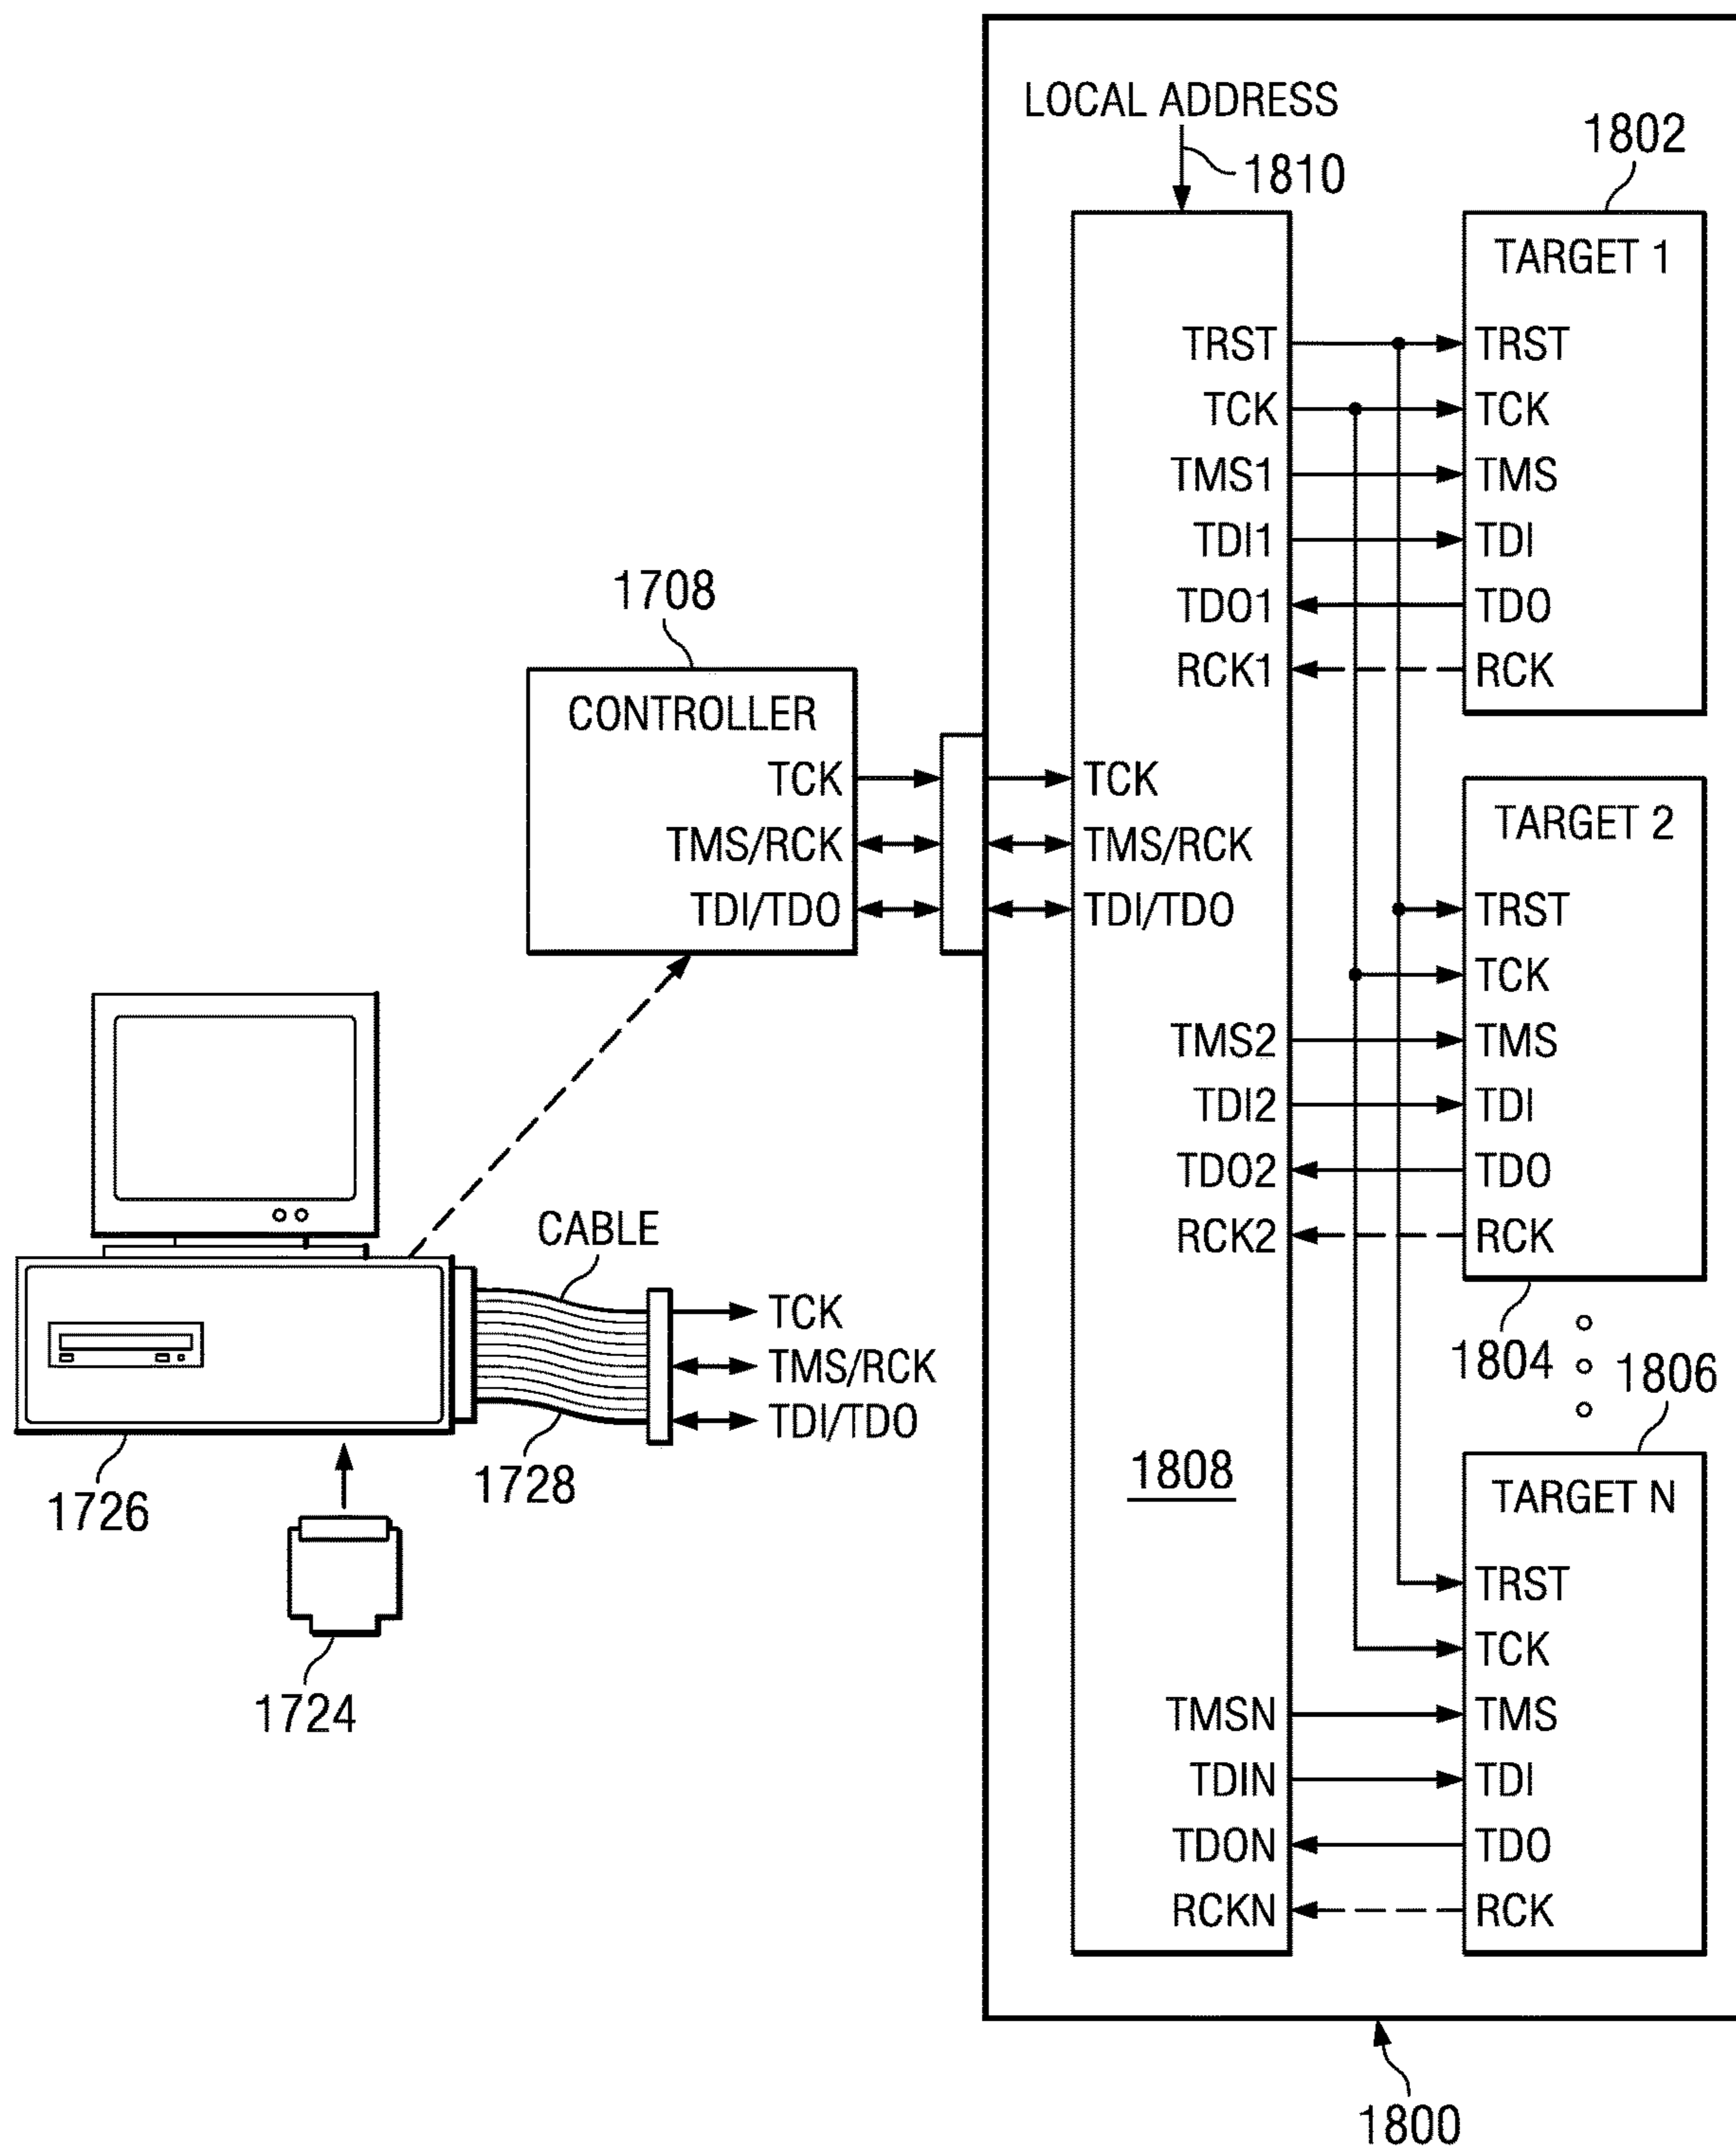 LOCAL ADDRESS
1810
1802
TARGET 1
TRST
TCK
TMS1
TDI1
TDO1
RCK1
TRST
TCK
TMS
TDI
TDO
RCK
1708
CONTROLLER
TCK
TMS/RCK
TDI/TDO
TCK
TMS/RCK
TDI/TDO
TARGET 2
TRST
TCK
TMS
TDI
TDO
RCK
TMS2
TDI2
TDO2
RCK2
1804
1806
CABLE
TCK
TMS/RCK
TDI/TDO
1728
1726
1724
1808
TARGET N
TRST
TCK
TMS
TDI
TDO
RCK
TMSN
TDIN
TDON
RCKN
1800